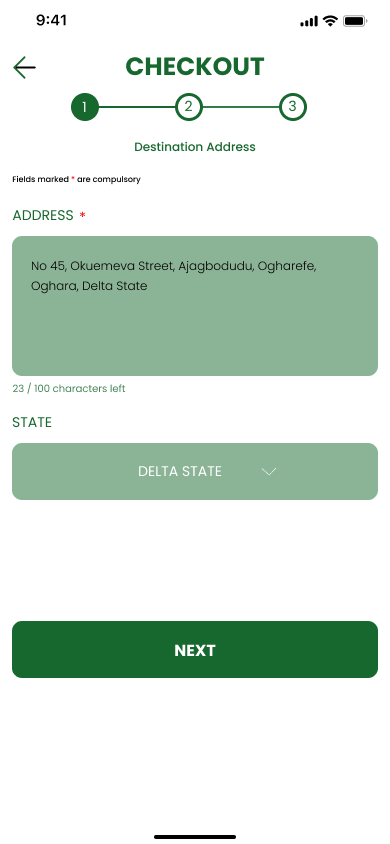 9:41
CHECKOUT
1 2 3
Destination Address
Fields marked * are compulsory
ADDRESS *
No 45, Okuemeva Street, Ajagbodudu, Ogharefe,
Oghara, Delta State
23 / 100 characters left
STATE
DELTA STATE
NEXT